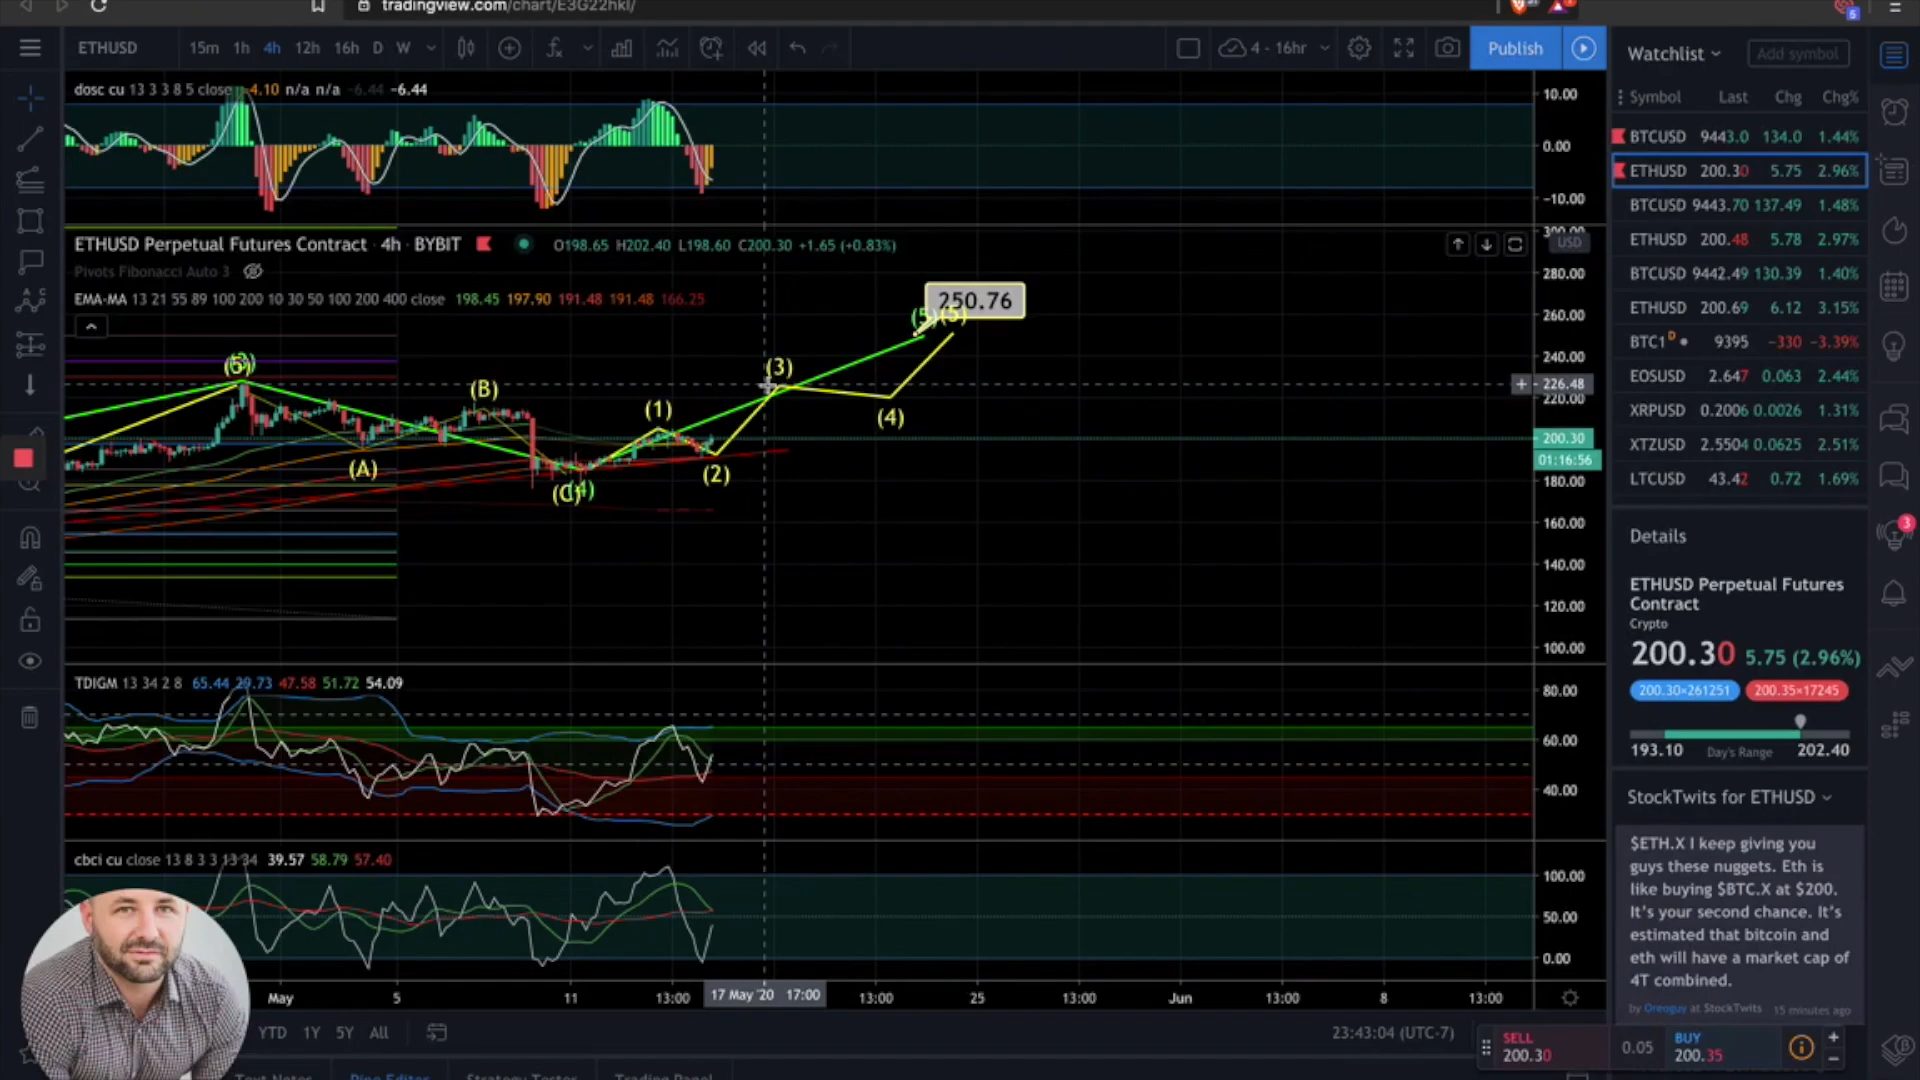 tradingview.com/chart/E3G22hkl/
ETHUSD 15m 1h 4h 12h 16h D W 4 - 16hr Publish
Watchlist Add symbol
Symbol Last Chg Chg%
BTCUSD 9443.0 134.0 1.44%
ETHUSD 200.30 5.75 2.96%
BTCUSD 9443.70 137.49 1.48%
ETHUSD 200.48 5.78 2.97%
BTCUSD 9442.49 130.39 1.40%
ETHUSD 200.69 6.12 3.15%
BTC1 D 9395 -330 -3.39%
EOSUSD 2.647 0.063 2.44%
XRPUSD 0.2006 0.0026 1.31%
XTZUSD 2.5504 0.0625 2.51%
LTCUSD 43.42 0.72 1.69%
dosc cu 13 3 3 8 5 close -4.10 n/a n/a -6.44 -6.44
10.00
0.00
-10.00
ETHUSD Perpetual Futures Contract · 4h · BYBIT O198.65 H202.40 L198.60 C200.30 +1.65 (+0.83%)
Pivots Fibonacci Auto 3
EMA-MA 13 21 55 89 100 200 10 30 50 100 200 400 close 198.45 197.90 191.48 191.48 166.25
USD
300.00
280.00
260.00
240.00
226.48
220.00
200.30
01:16:56
180.00
160.00
140.00
120.00
100.00
250.76
(5) (5)
(3)
(B)
(1)
(4)
(A)
(2)
(C) (4)
TDIGM 13 34 2 8 65.44 29.73 47.58 51.72 54.09
80.00
60.00
40.00
cbci cu close 13 8 3 3 13 34 39.57 58.79 57.40
100.00
50.00
0.00
May 5 11 13:00 17 May '20 17:00 13:00 25 13:00 Jun 13:00 8 13:00
YTD 1Y 5Y All
23:43:04 (UTC-7)
Details
ETHUSD Perpetual Futures
Contract
Crypto
200.30 5.75 (2.96%)
200.30×261251 200.35×17245
193.10 Day's Range 202.40
StockTwits for ETHUSD
$ETH.X I keep giving you
guys these nuggets. Eth is
like buying $BTC.X at $200.
It's your second chance. It's
estimated that bitcoin and
eth will have a market cap of
4T combined.
by Oreoguy at StockTwits 15 minutes ago
SELL
200.30
0.05
BUY
200.35
3
5
Text Notes Pine Editor Strategy Tester Trading Panel